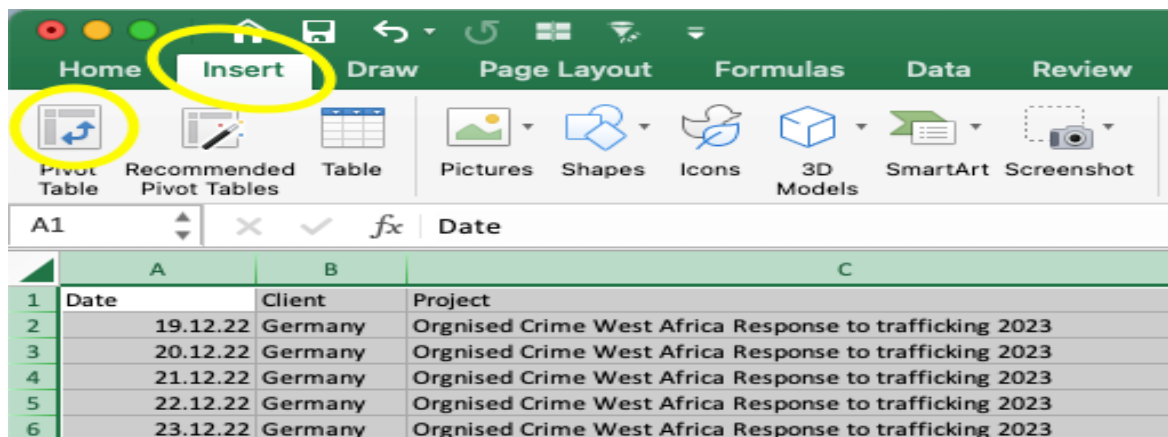 Home Insert Draw Page Layout Formulas Data Review
Pivot Recommended Table Pictures Shapes Icons 3D SmartArt Screenshot
Table Pivot Tables Models
A1 fx Date
A B C
1 Date Client Project
2 19.12.22 Germany Orgnised Crime West Africa Response to trafficking 2023
3 20.12.22 Germany Orgnised Crime West Africa Response to trafficking 2023
4 21.12.22 Germany Orgnised Crime West Africa Response to trafficking 2023
5 22.12.22 Germany Orgnised Crime West Africa Response to trafficking 2023
6 23.12.22 Germany Orgnised Crime West Africa Response to trafficking 2023